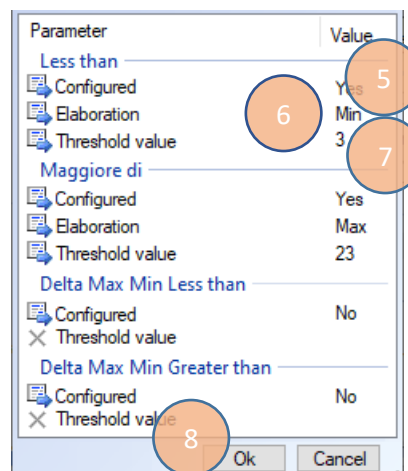 Parameter Value
Less than
Configured Yes 5
Elaboration 6 Min
Threshold value 3 7
Maggiore di
Configured Yes
Elaboration Max
Threshold value 23
Delta Max Min Less than
Configured No
Threshold value
Delta Max Min Greater than
Configured No
Threshold value
8 Ok Cancel